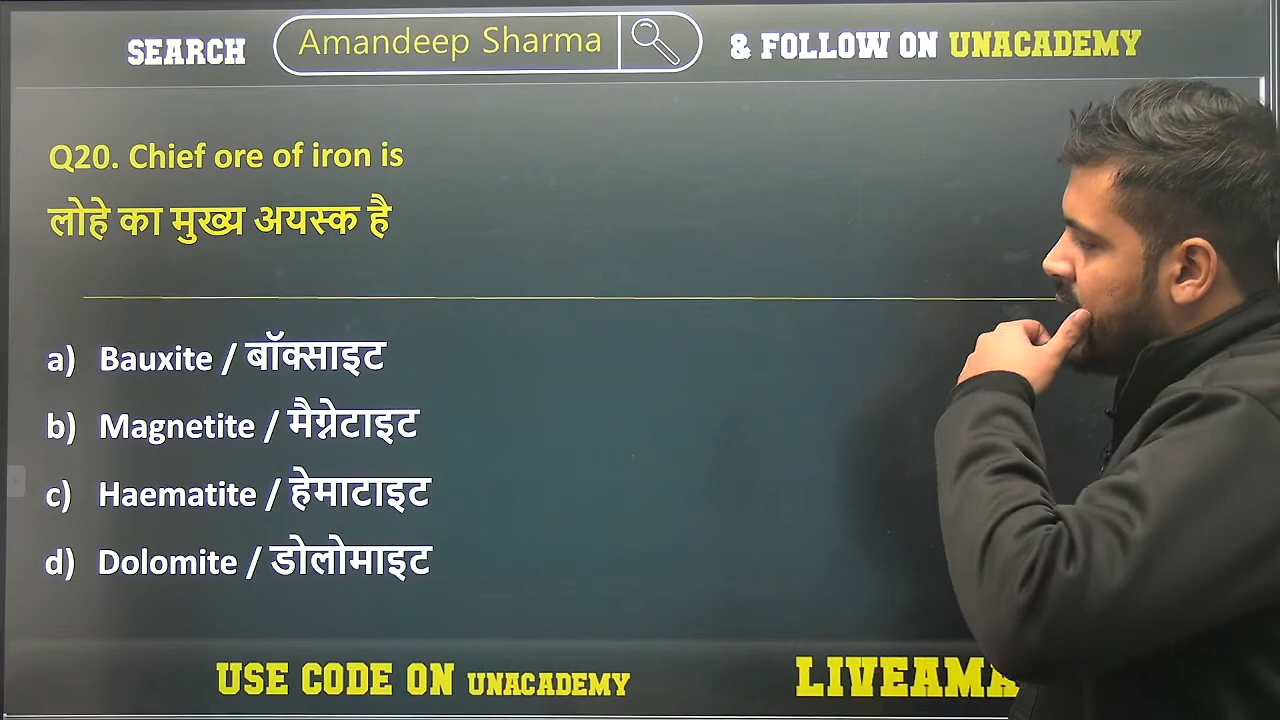 SEARCH Amandeep Sharma & FOLLOW ON UNACADEMY
Q20. Chief ore of iron is
लोहे का मुख्य अयस्क है
a) Bauxite / बॉक्साइट
b) Magnetite / मैग्नेटाइट
c) Haematite / हेमाटाइट
d) Dolomite / डोलोमाइट
USE CODE ON UNACADEMY LIVEAMA